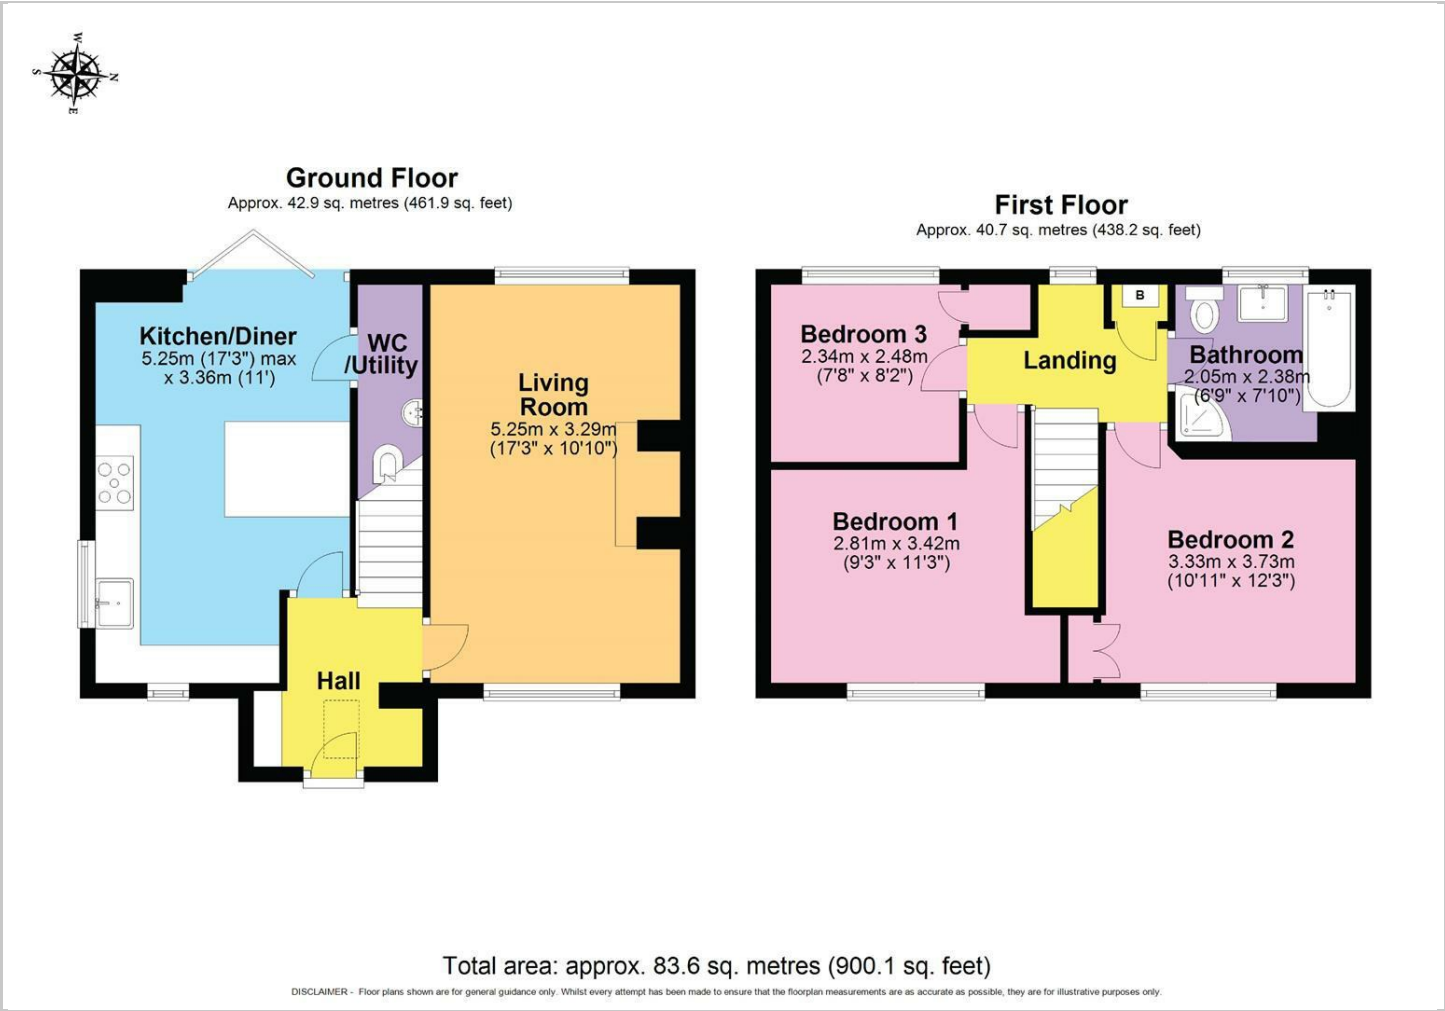 W
S
N
E
Ground Floor
Approx. 42.9 sq. metres (461.9 sq. feet)
Kitchen/Diner
5.25m (17'3") max
x 3.36m (11')
WC
/Utility
Living
Room
5.25m x 3.29m
(17'3" x 10'10")
Hall
First Floor
Approx. 40.7 sq. metres (438.2 sq. feet)
Bedroom 3
2.34m x 2.48m
(7'8" x 8'2")
B
Landing
Bathroom
2.05m x 2.38m
(6'9" x 7'10")
Bedroom 1
2.81m x 3.42m
(9'3" x 11'3")
Bedroom 2
3.33m x 3.73m
(10'11" x 12'3")
Total area: approx. 83.6 sq. metres (900.1 sq. feet)
DISCLAIMER - Floor plans shown are for general guidance only. Whilst every attempt has been made to ensure that the floorplan measurements are as accurate as possible, they are for illustrative purposes only.